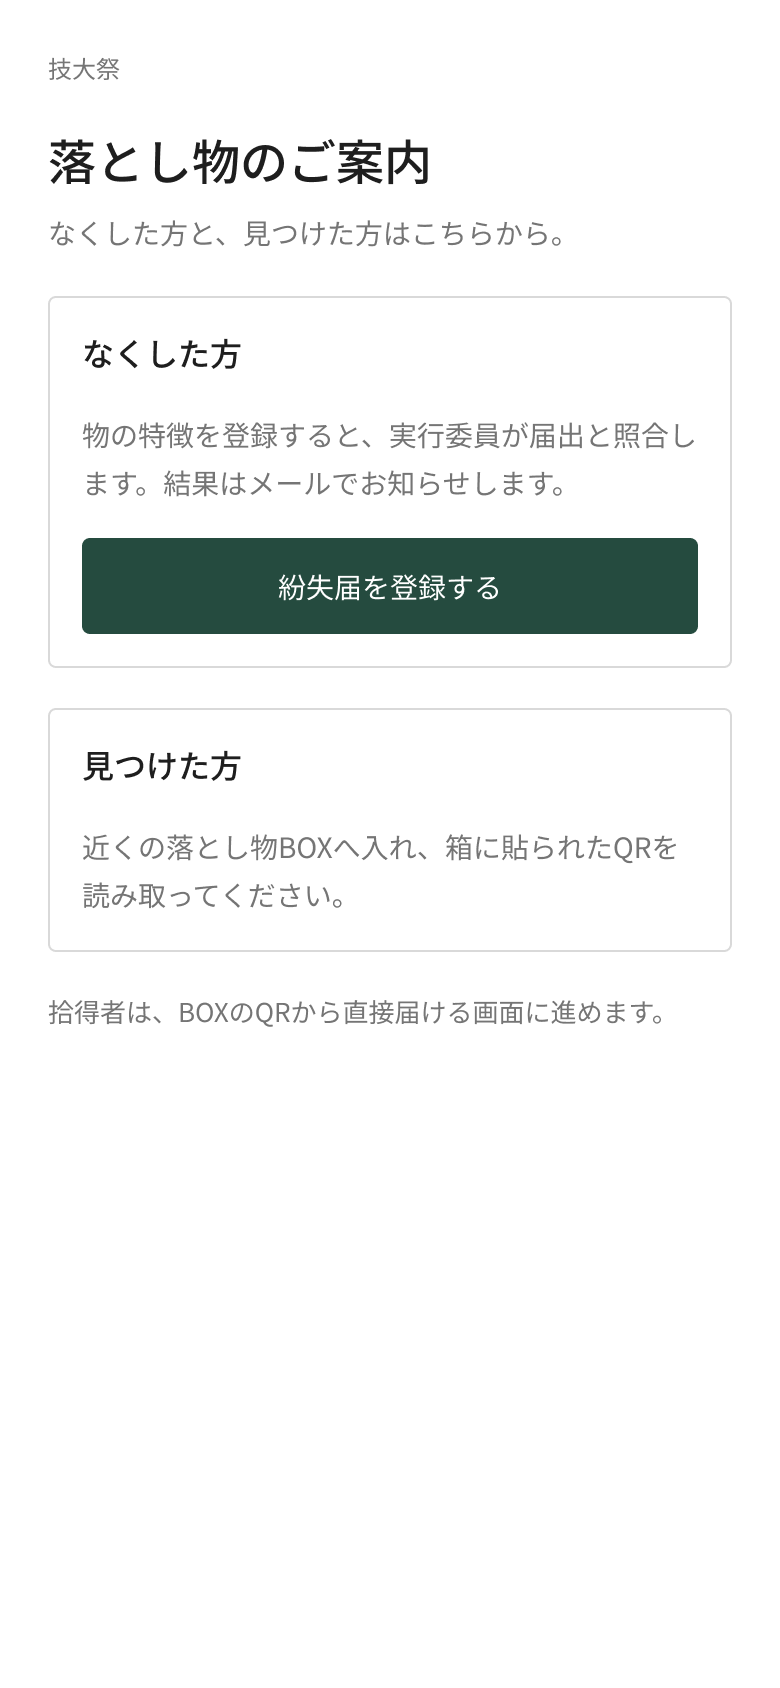 技大祭
落とし物のご案内
なくした方と、見つけた方はこちらから。
なくした方
物の特徴を登録すると、実行委員が届出と照合し
ます。結果はメールでお知らせします。
紛失届を登録する
見つけた方
近くの落とし物BOXへ入れ、箱に貼られたQRを
読み取ってください。
拾得者は、BOXのQRから直接届ける画面に進めます。